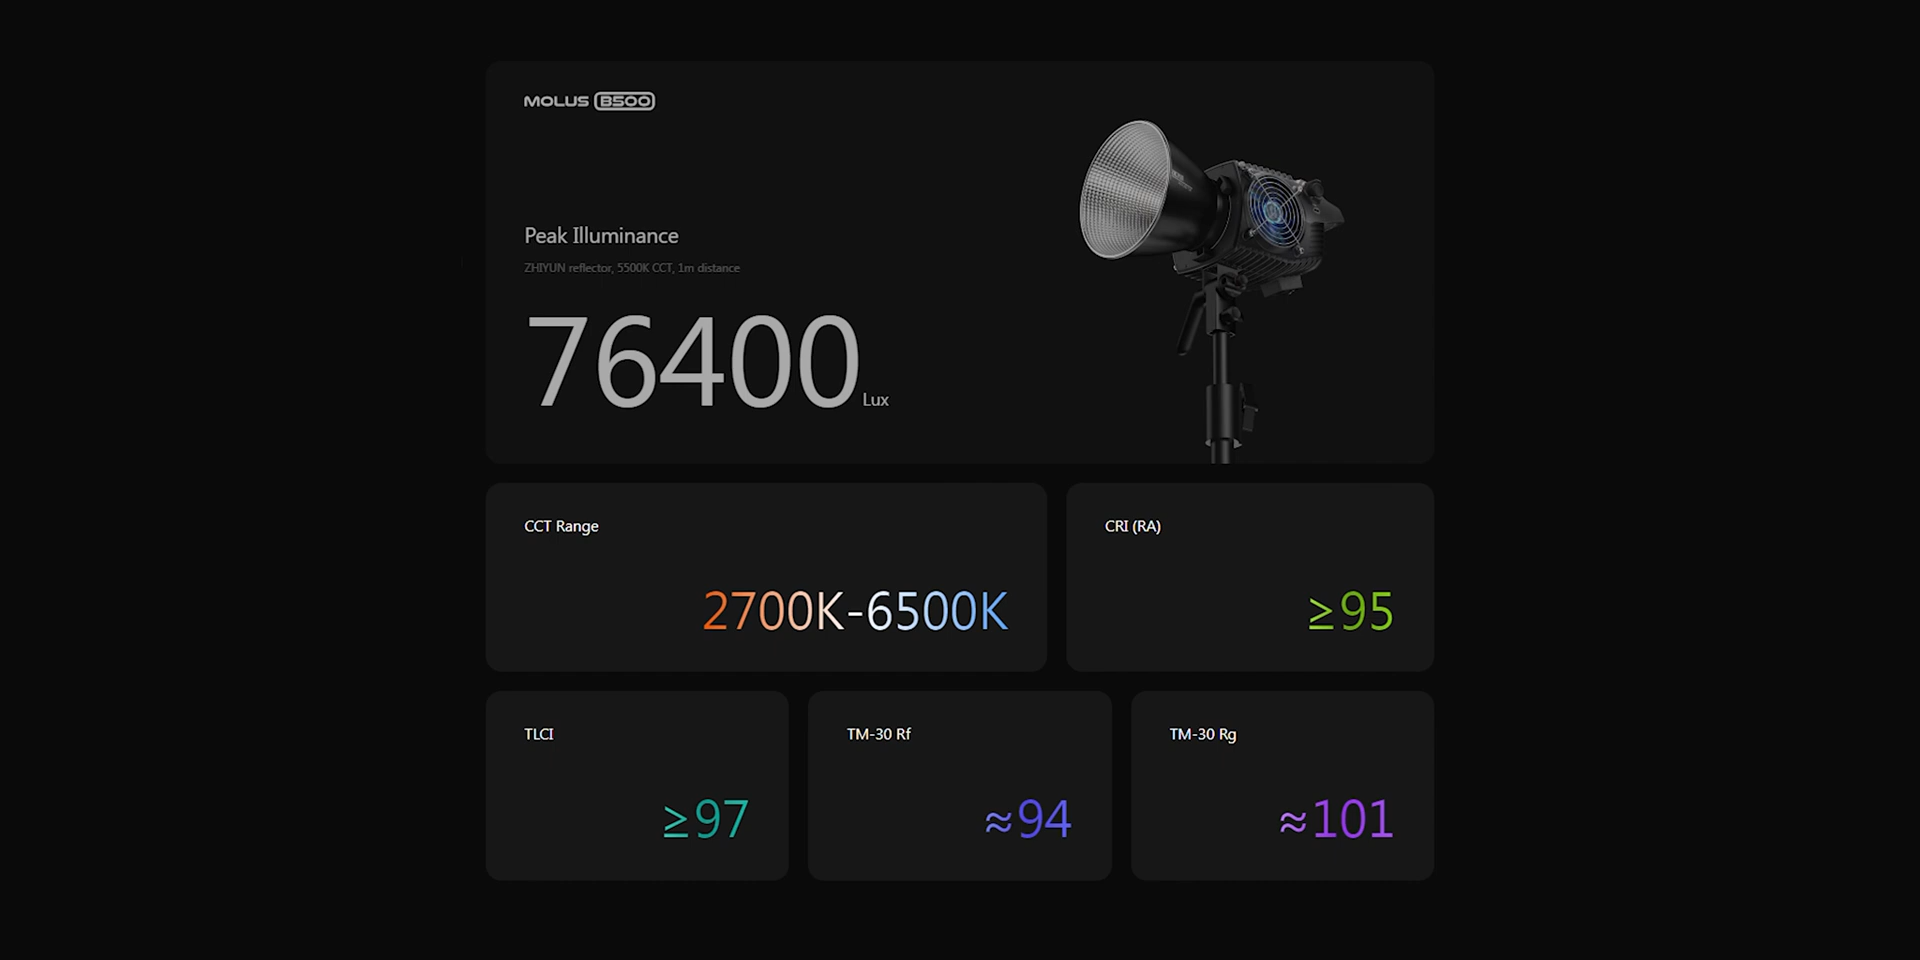 MOLUS B500
Peak Illuminance
ZHIYUN reflector, 5500K CCT, 1m distance
76400 Lux
CCT Range
2700K-6500K
CRI (RA)
≥95
TLCI
≥97
TM-30 Rf
≈94
TM-30 Rg
≈101